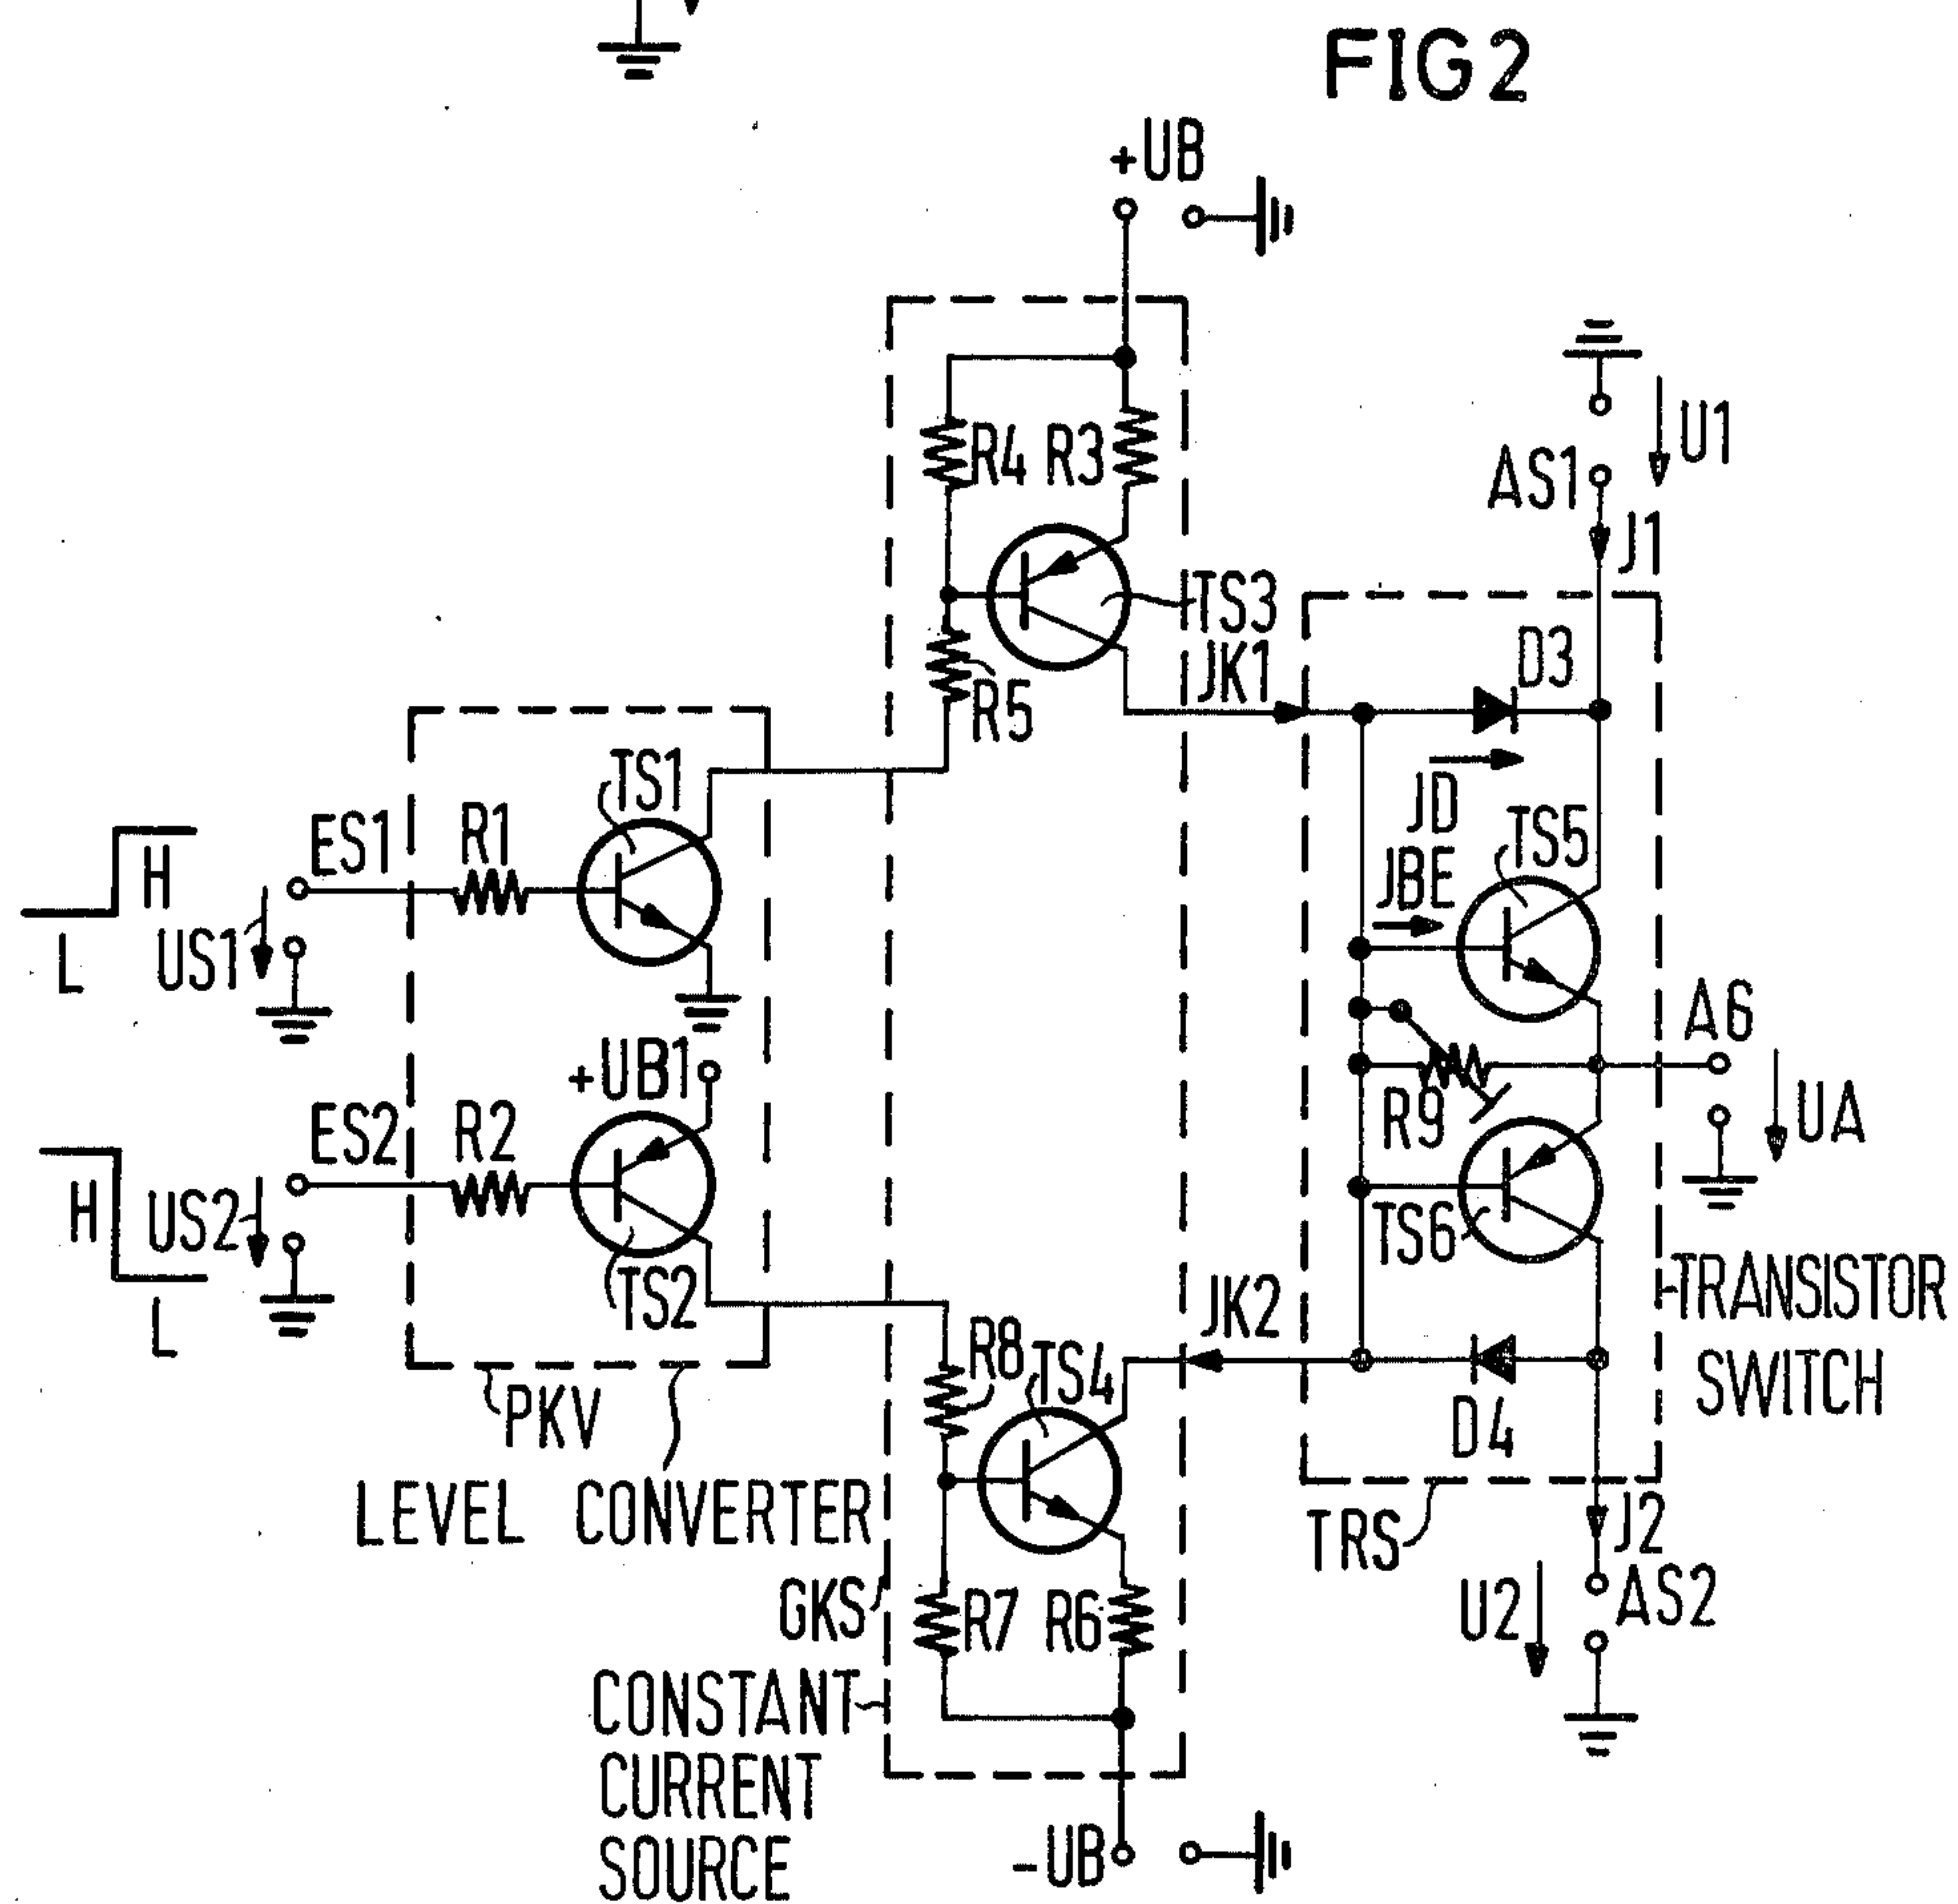 FIG2
+UB
U1
AS1
J1
R4 R3
TS3
JK1
R5
D3
TS1
ES1
R1
H
L
US1
JD
JBE
TS5
A6
UA
R9
+UB1
ES2
R2
H
US2
L
TS2
TS6
TRANSISTOR
SWITCH
JK2
R8
TS4
D4
PKV
LEVEL CONVERTER
TRS
J2
AS2
U2
GKS
R7 R6
CONSTANT
CURRENT
SOURCE
-UB